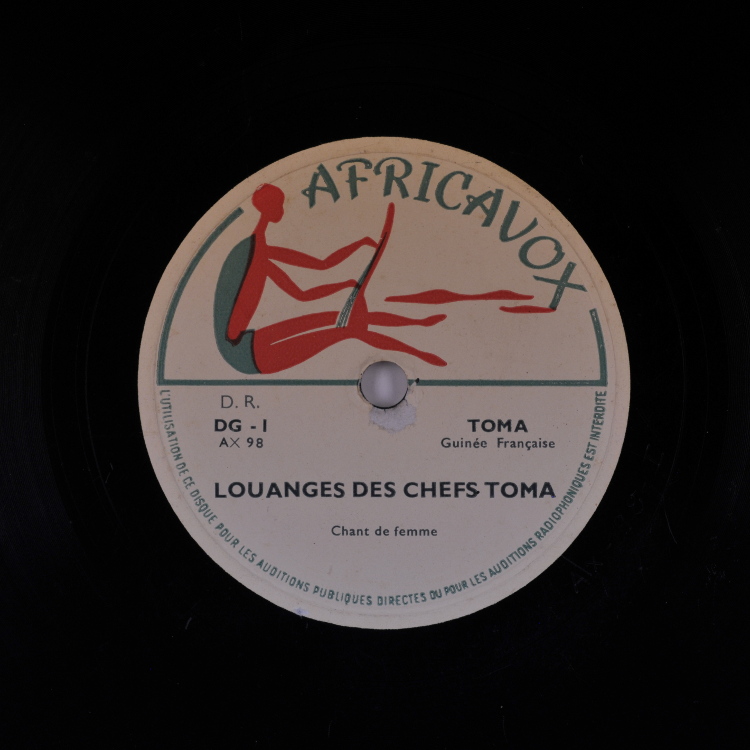 AFRICAVOX
D. R.
DG - 1
AX 98
TOMA
Guinée Française
LOUANGES DES CHEFS TOMA
Chant de femme
L'UTILISATION DE CE DISQUE POUR LES AUDITIONS PUBLIQUES DIRECTES OU POUR LES AUDITIONS RADIOPHONIQUES EST INTERDITE